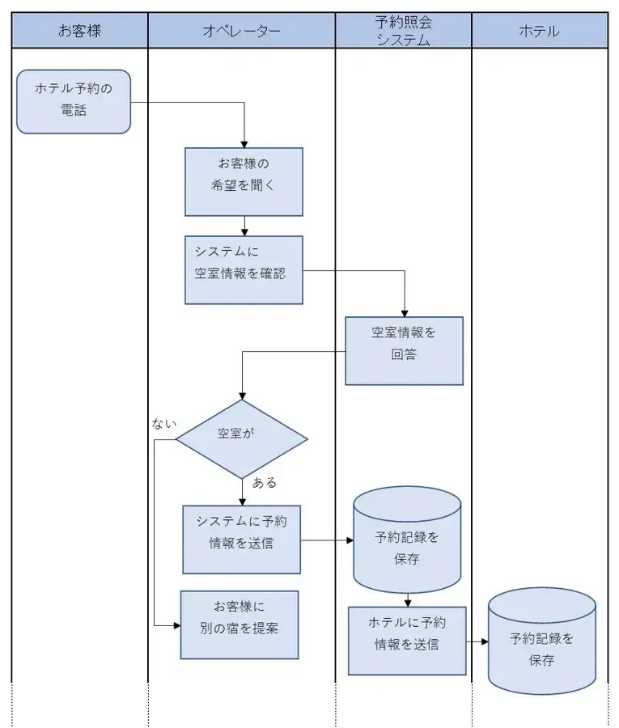 お客様
オペレーター
予約照会
システム
ホテル
ホテル予約の
電話
お客様の
希望を聞く
システムに
空室情報を確認
空室情報を
回答
空室が
ない
ある
システムに予約
情報を送信
予約記録を
保存
お客様に
別の宿を提案
ホテルに予約
情報を送信
予約記録を
保存